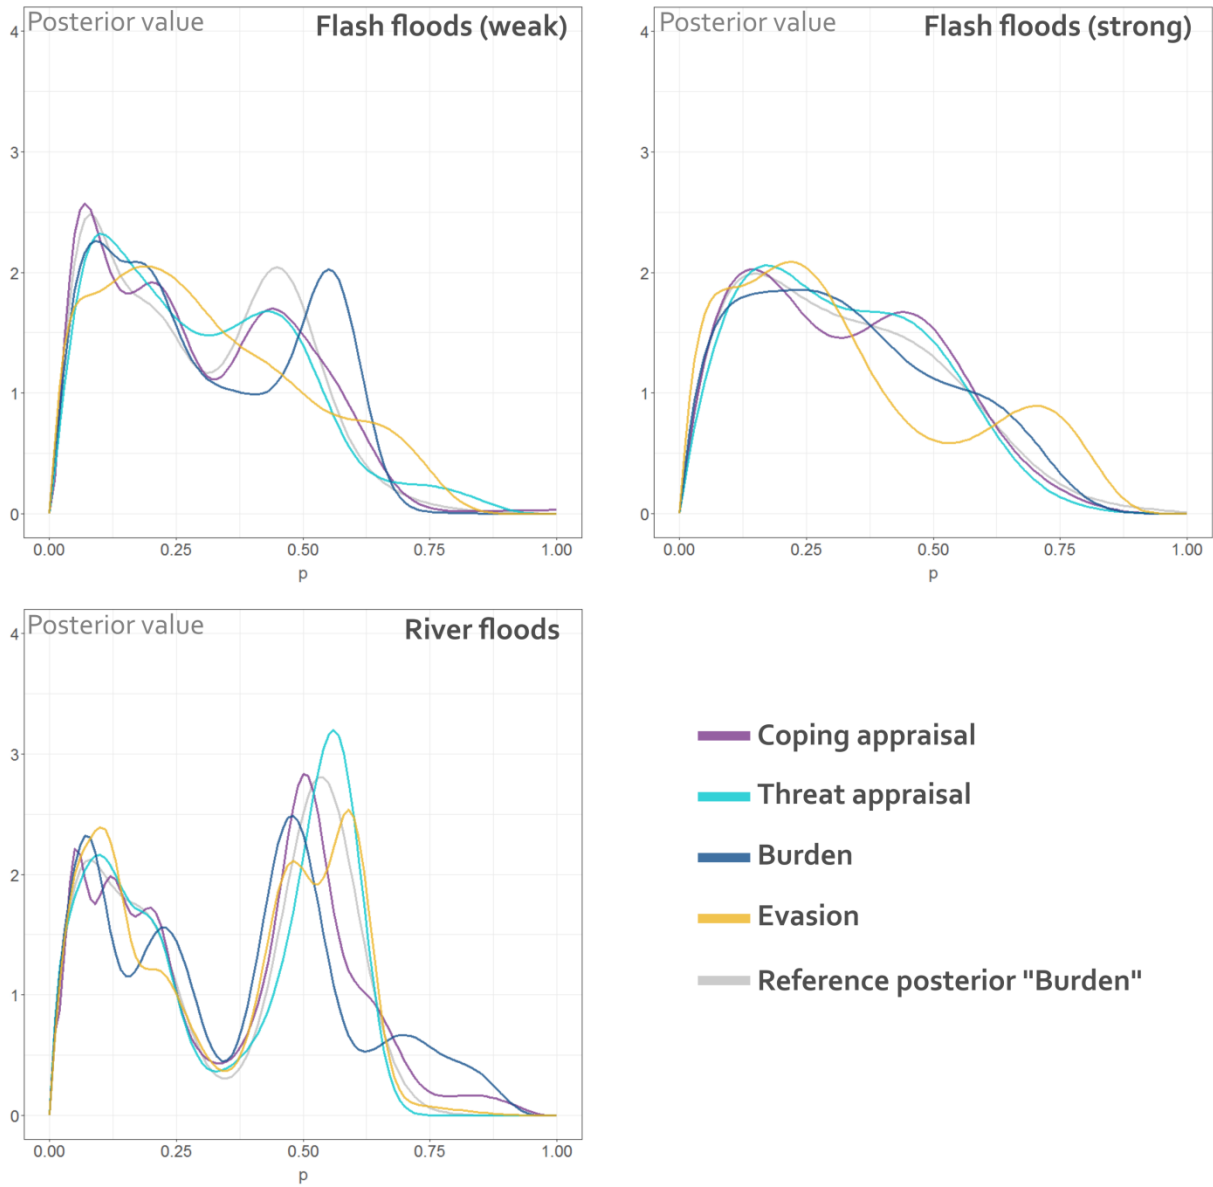 Posterior value
Flash floods (weak)
4
3
2
1
0
0.00 0.25 0.50 0.75 1.00
p
Posterior value
Flash floods (strong)
4
3
2
1
0
0.00 0.25 0.50 0.75 1.00
p
Posterior value
River floods
4
3
2
1
0
0.00 0.25 0.50 0.75 1.00
p
Coping appraisal
Threat appraisal
Burden
Evasion
Reference posterior "Burden"